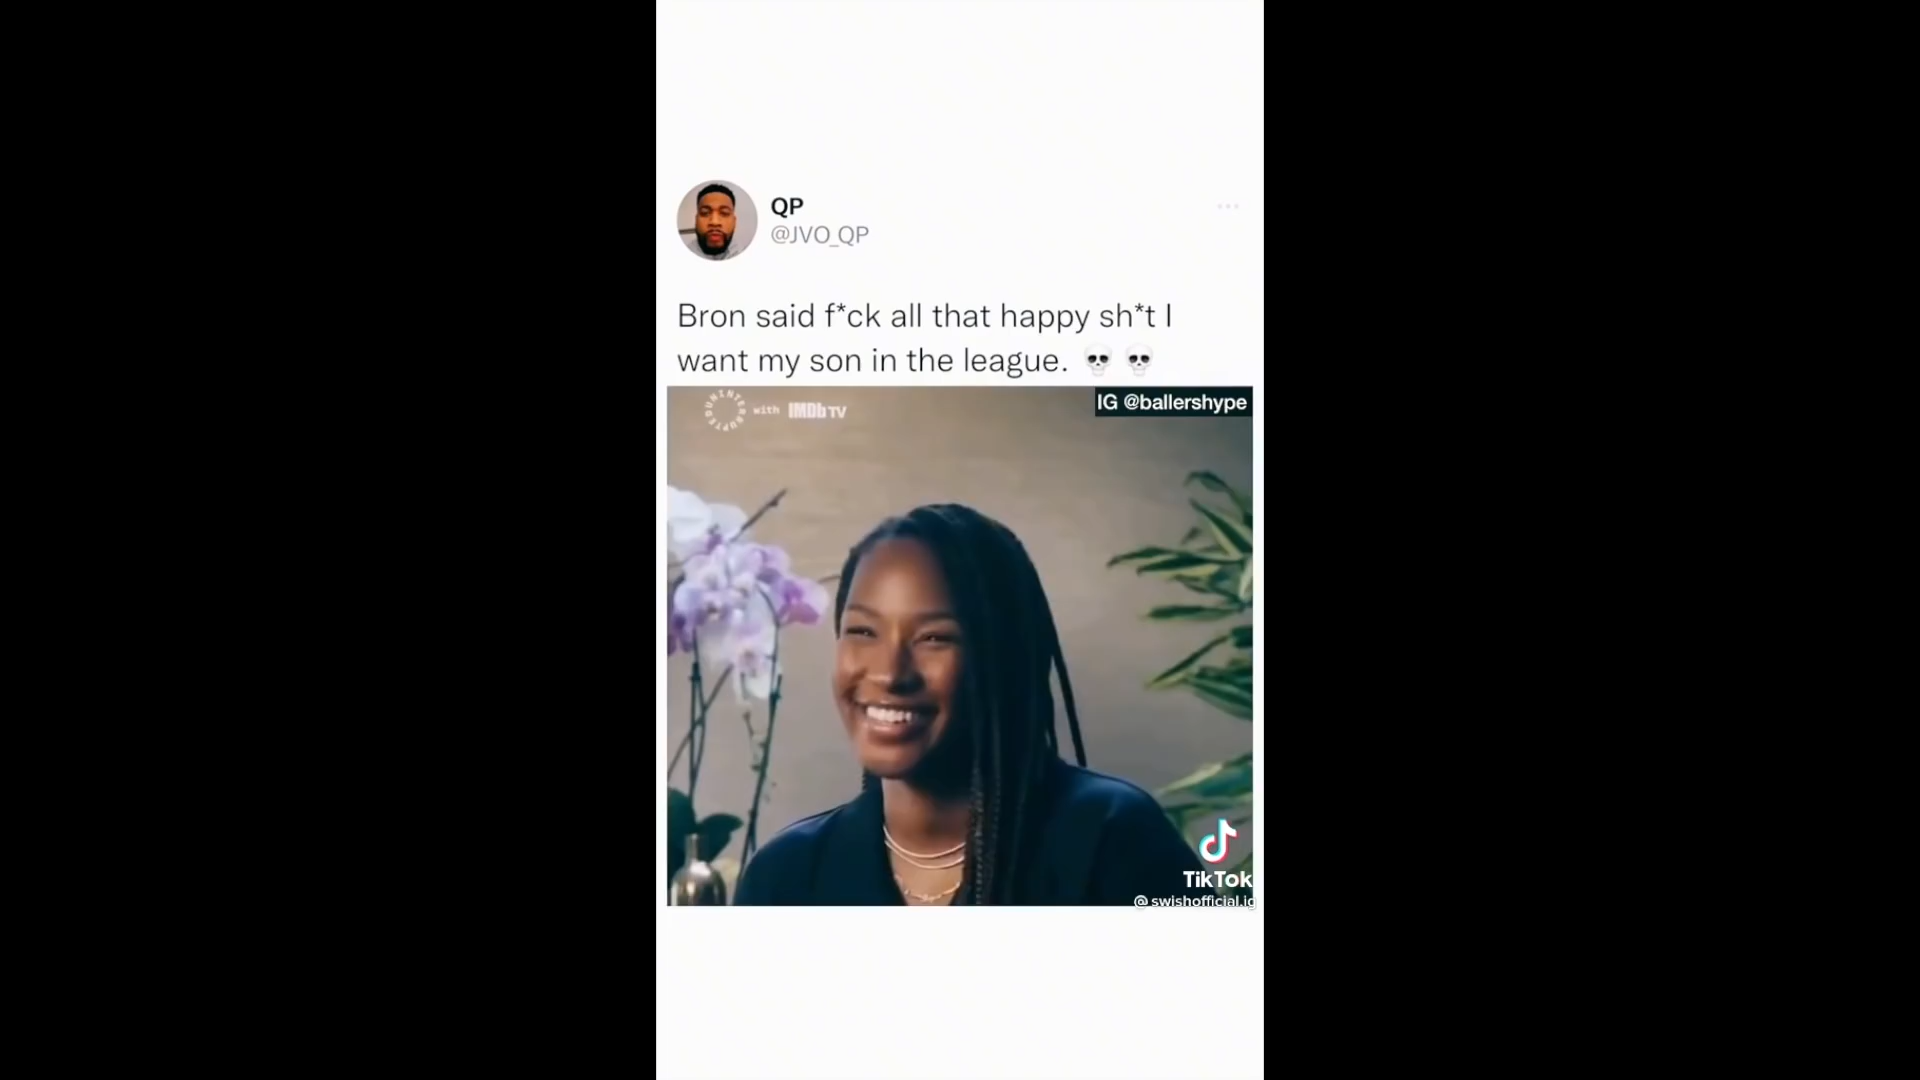 QP
@JVO_QP
Bron said f*ck all that happy sh*t I
want my son in the league. 💀💀
UNINTERRUPTED with IMDb TV
IG @ballershype
TikTok
@swishofficial.ig